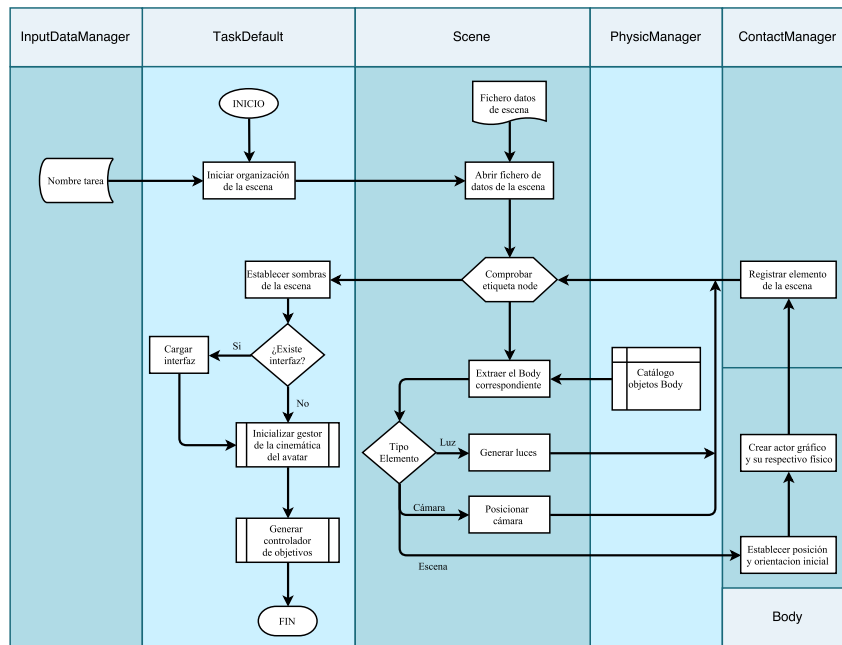 InputDataManager
TaskDefault
Scene
PhysicManager
ContactManager
INICIO
Fichero datos
de escena
Nombre tarea
Iniciar organización
de la escena
Abrir fichero de
datos de la escena
Establecer sombras
de la escena
Comprobar
etiqueta node
Registrar elemento
de la escena
Cargar
interfaz
Si
¿Existe
interfaz?
No
Extraer el Body
correspondiente
Catálogo
objetos Body
Inicializar gestor
de la cinemática
del avatar
Tipo
Elemento
Luz
Generar luces
Crear actor gráfico
y su respectivo físico
Cámara
Posicionar
cámara
Generar
controlador
de objetivos
Escena
Establecer posición
y orientacion inicial
FIN
Body